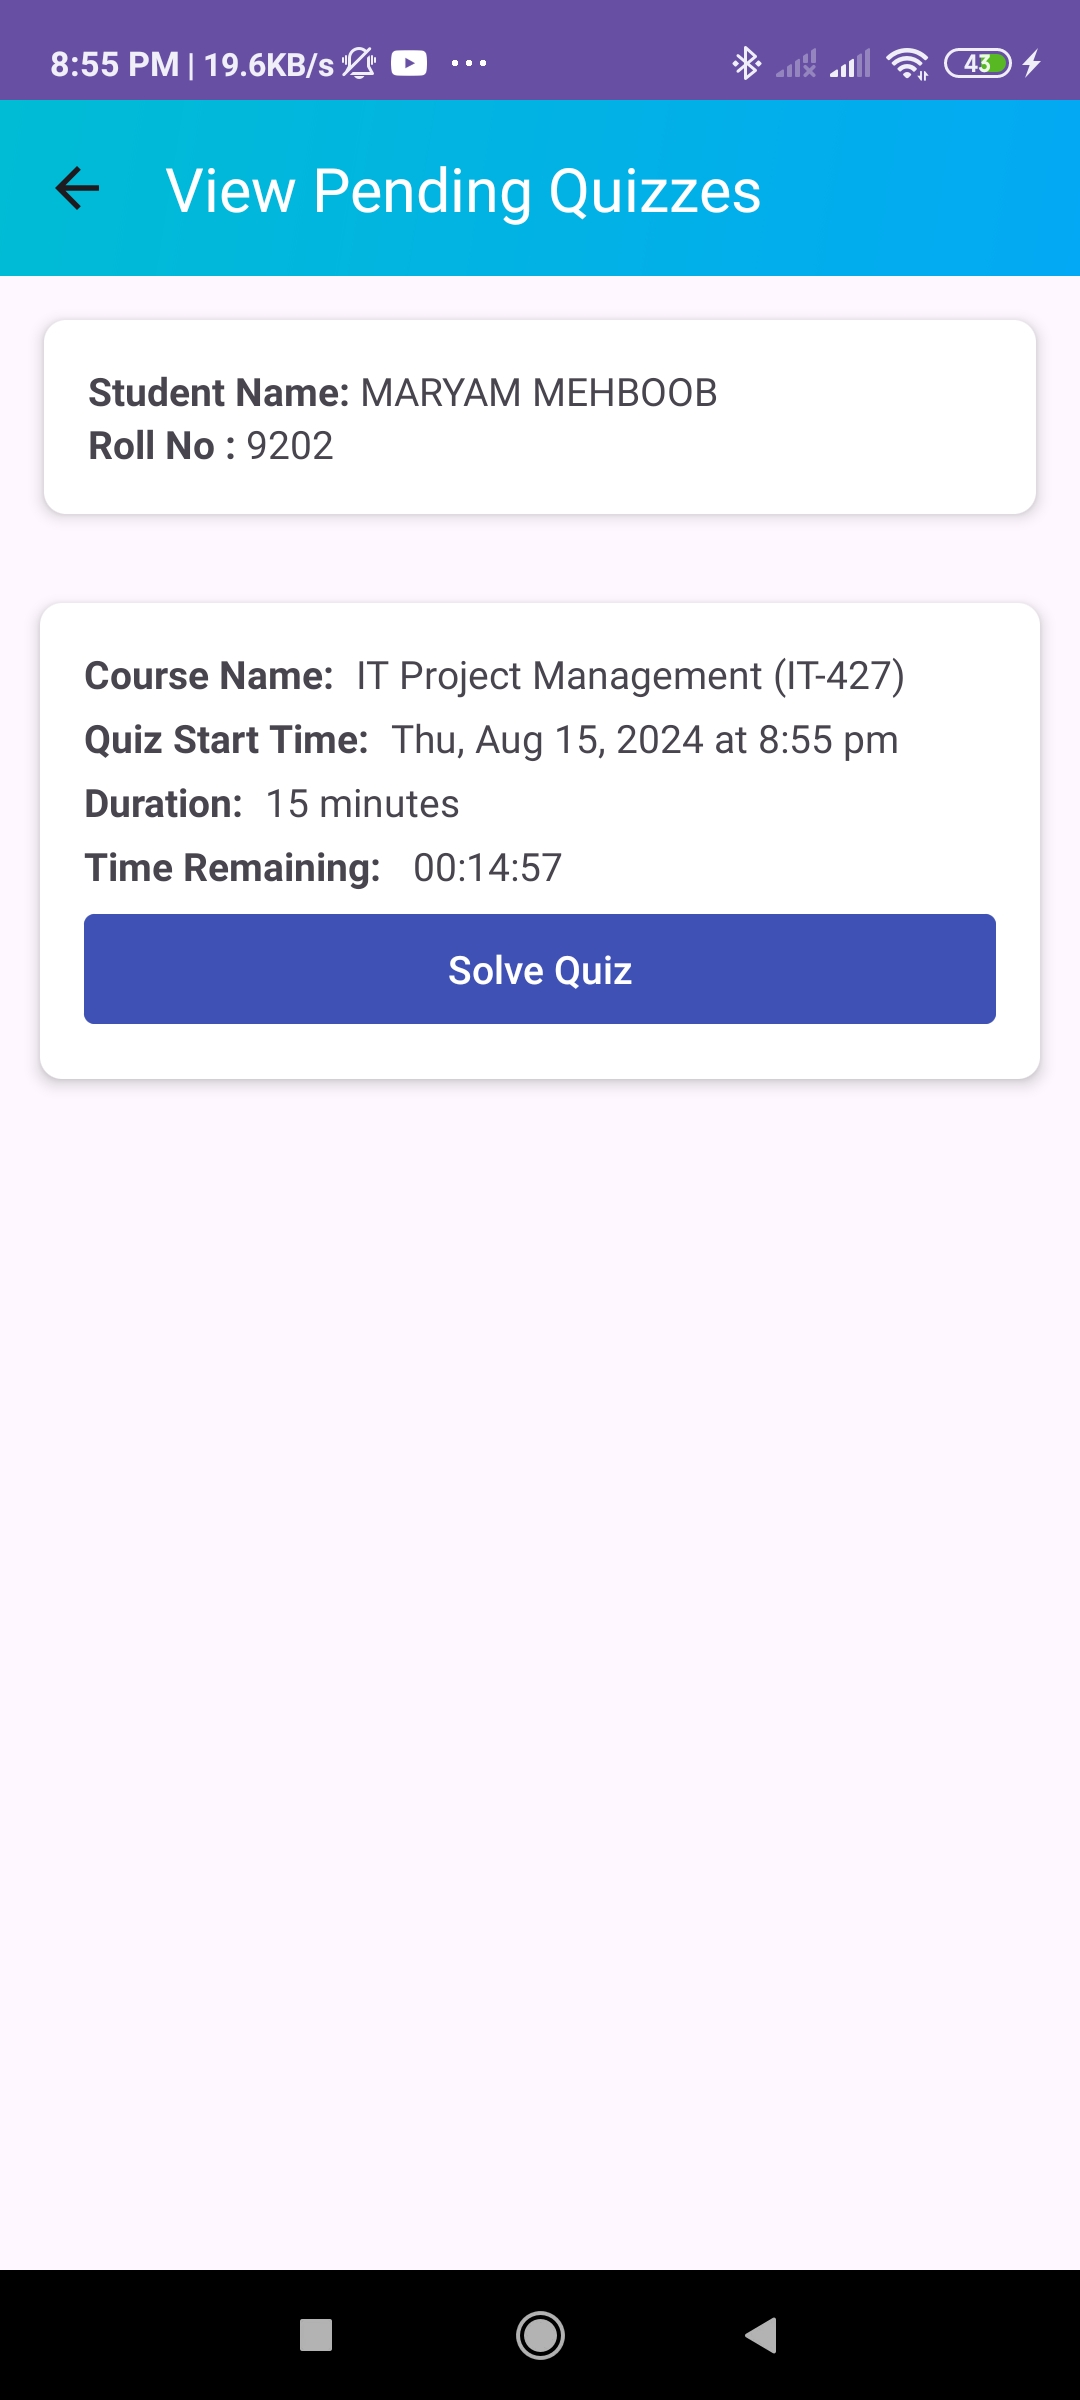 8:55 PM | 19.6KB/s ... 43
View Pending Quizzes
Student Name: MARYAM MEHBOOB
Roll No : 9202
Course Name: IT Project Management (IT-427)
Quiz Start Time: Thu, Aug 15, 2024 at 8:55 pm
Duration: 15 minutes
Time Remaining: 00:14:57
Solve Quiz